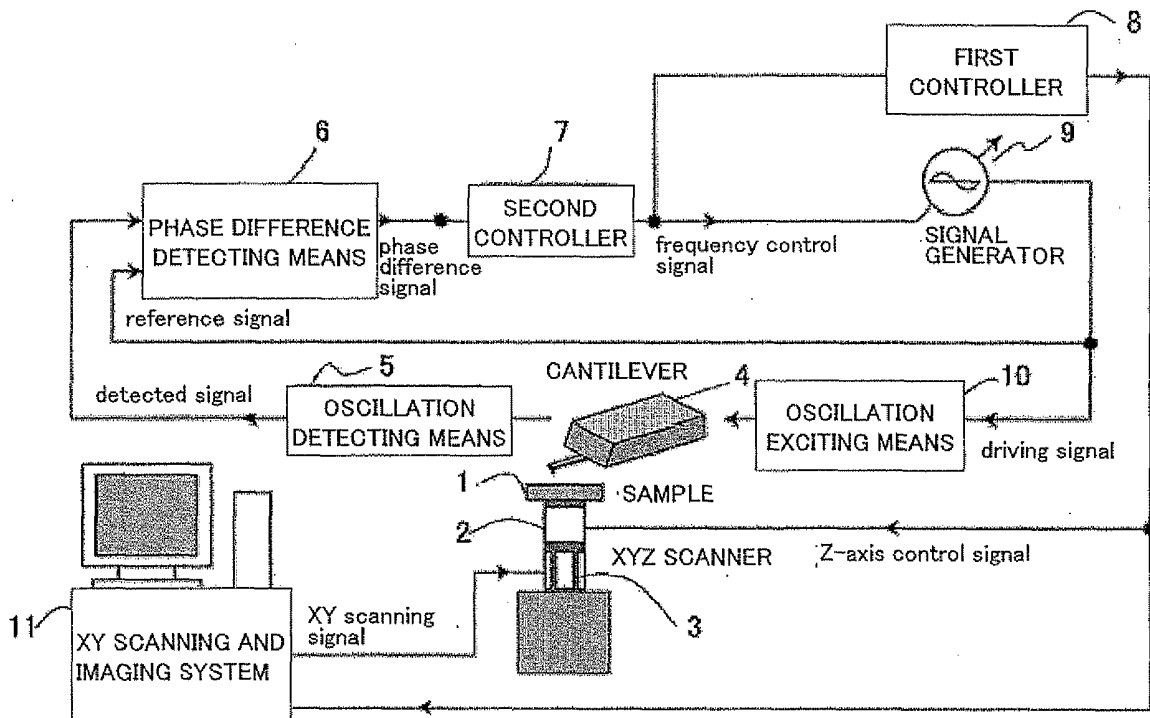 8
FIRST
CONTROLLER
6
7
9
PHASE DIFFERENCE
DETECTING MEANS
phase
difference
signal
SECOND
CONTROLLER
frequency control
signal
SIGNAL
GENERATOR
reference signal
5
CANTILEVER
4
10
detected signal
OSCILLATION
DETECTING MEANS
OSCILLATION
EXCITING MEANS
driving signal
1
SAMPLE
2
XYZ SCANNER
Z-axis control signal
3
11
XY SCANNING AND
IMAGING SYSTEM
XY scanning
signal